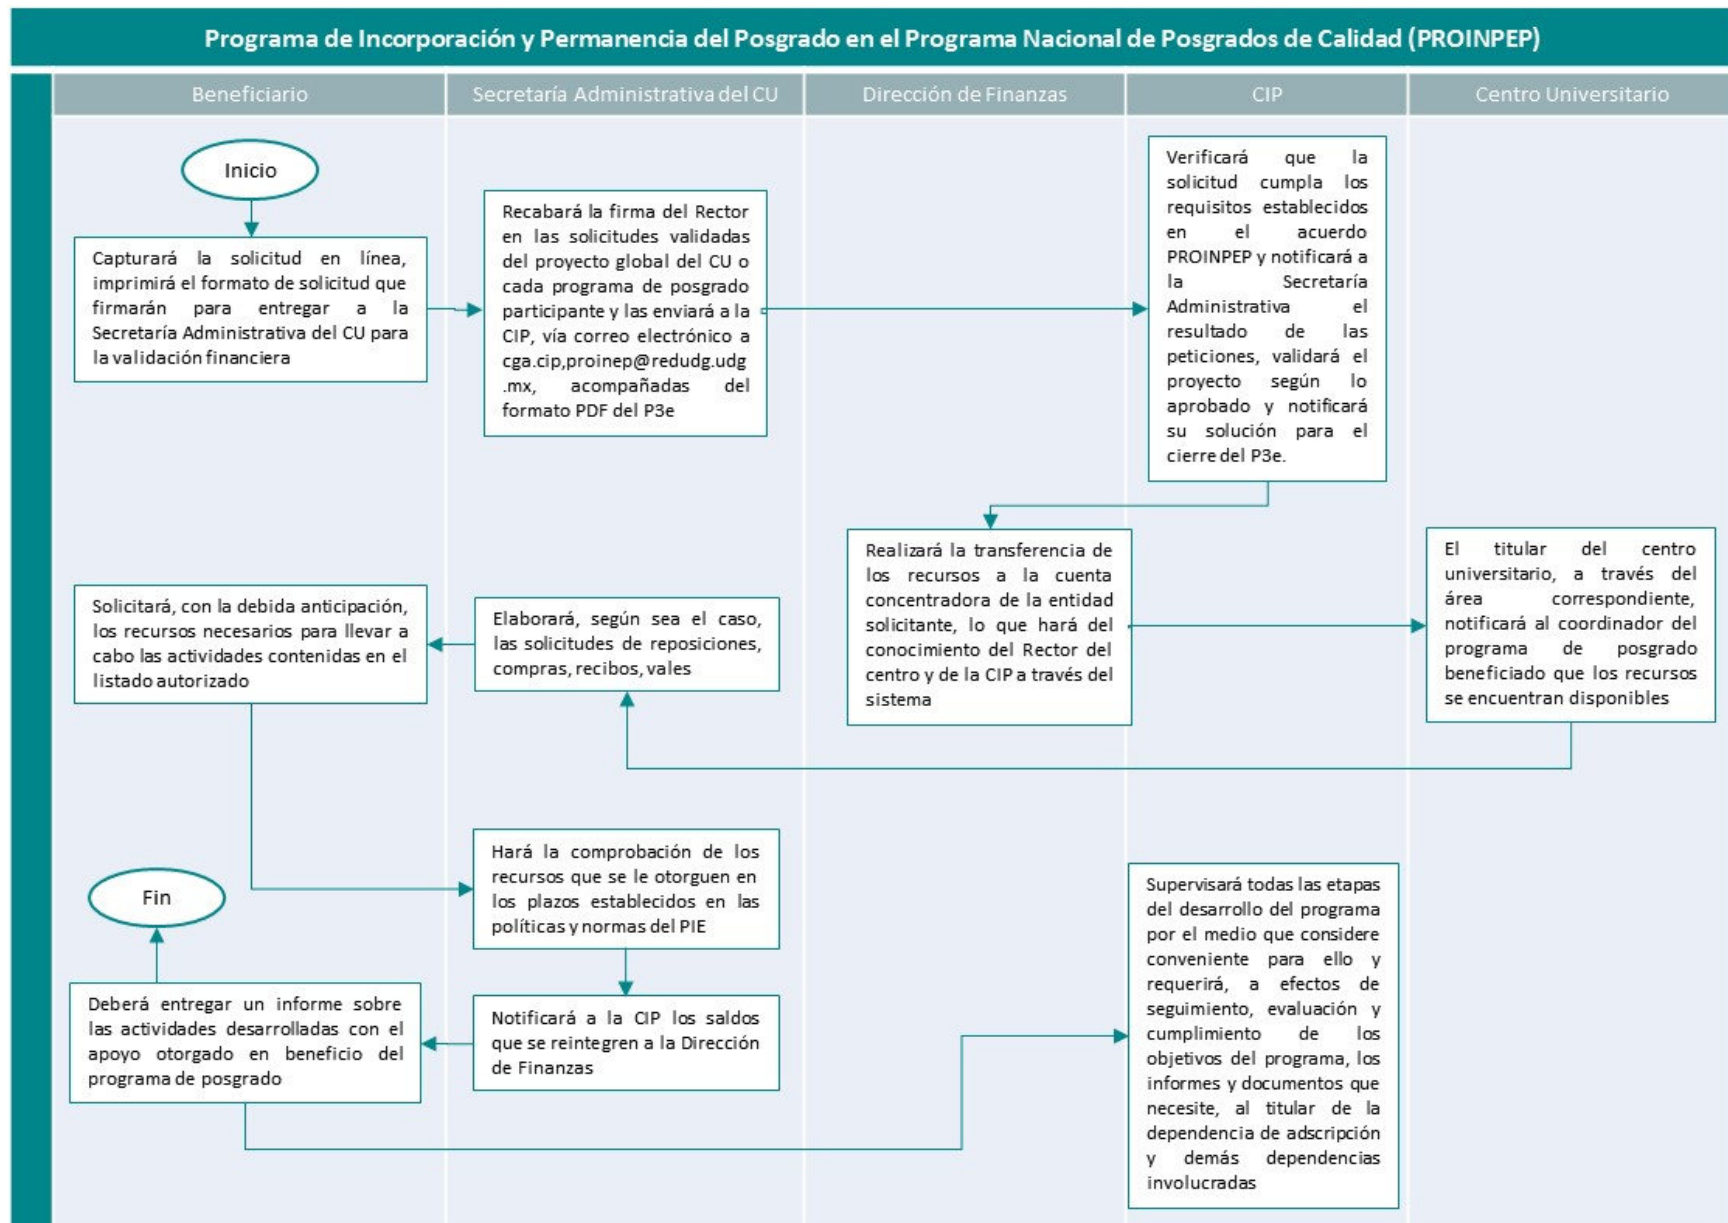 Programa de Incorporación y Permanencia del Posgrado en el Programa Nacional de Posgrados de Calidad (PROINPEP)
Beneficiario
Secretaría Administrativa del CU
Dirección de Finanzas
CIP
Centro Universitario
Inicio
Capturará la solicitud en línea,
imprimirá el formato de solicitud que
firmarán para entregar a la
Secretaría Administrativa del CU para
la validación financiera
Recabará la firma del Rector
en las solicitudes validadas
del proyecto global del CU o
cada programa de posgrado
participante y las enviará a la
CIP, vía correo electrónico a
cga.cip,proinep@redudg.udg
.mx, acompañadas del
formato PDF del P3e
Verificará que la
solicitud cumpla los
requisitos establecidos
en el acuerdo
PROINPEP y notificará a
la Secretaría
Administrativa el
resultado de las
peticiones, validará el
proyecto según lo
aprobado y notificará
su solución para el
cierre del P3e.
Realizará la transferencia de
los recursos a la cuenta
concentradora de la entidad
solicitante, lo que hará del
conocimiento del Rector del
centro y de la CIP a través del
sistema
El titular del centro
universitario, a través del
área correspondiente,
notificará al coordinador del
programa de posgrado
beneficiado que los recursos
se encuentran disponibles
Elaborará, según sea el caso,
las solicitudes de reposiciones,
compras, recibos, vales
Solicitará, con la debida anticipación,
los recursos necesarios para llevar a
cabo las actividades contenidas en el
listado autorizado
Hará la comprobación de los
recursos que se le otorguen en
los plazos establecidos en las
políticas y normas del PIE
Notificará a la CIP los saldos
que se reintegren a la Dirección
de Finanzas
Deberá entregar un informe sobre
las actividades desarrolladas con el
apoyo otorgado en beneficio del
programa de posgrado
Fin
Supervisará todas las etapas
del desarrollo del programa
por el medio que considere
conveniente para ello y
requerirá, a efectos de
seguimiento, evaluación y
cumplimiento de los
objetivos del programa, los
informes y documentos que
necesite, al titular de la
dependencia de adscripción
y demás dependencias
involucradas